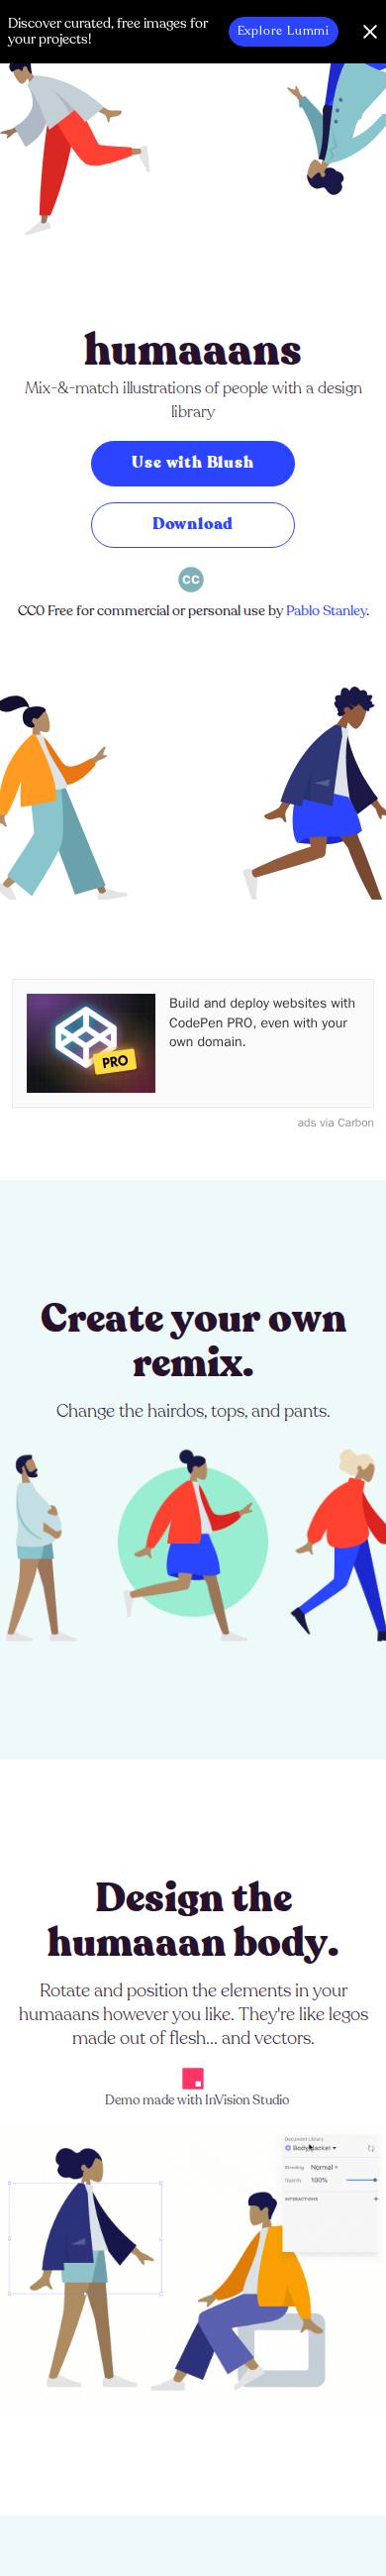 Discover curated, free images for
your projects!
Explore Lummi
humaaans
Mix-&-match illustrations of people with a design
library
Use with Blush
Download
CC
CC0 Free for commercial or personal use by Pablo Stanley.
PRO
Build and deploy websites with
CodePen PRO, even with your
own domain.
ads via Carbon
Create your own
remix.
Change the hairdos, tops, and pants.
Design the
humaaan body.
Rotate and position the elements in your
humaaans however you like. They're like legos
made out of flesh... and vectors.
Demo made with InVision Studio
Document Library
Blending Normal
100%
INTERACTIONS